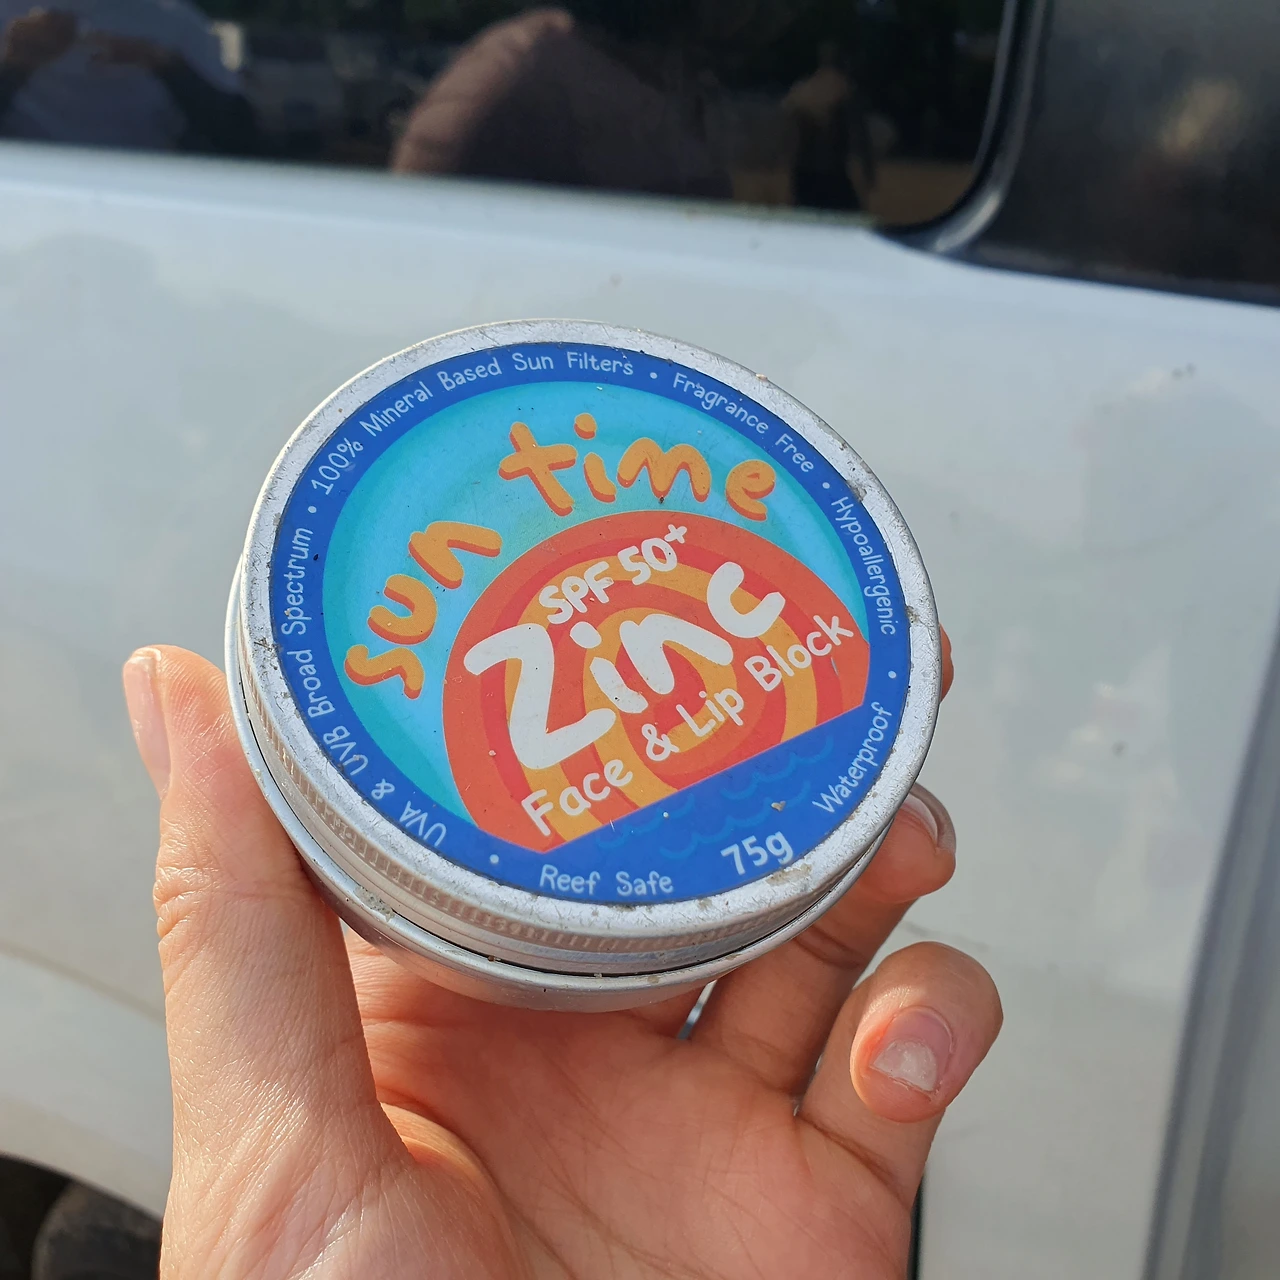 sun time
SPF 50+
Zinc
Face & Lip Block
UVA & UVB Broad Spectrum • 100% Mineral Based Sun Filters • Fragrance Free • Hypoallergenic • Waterproof
75g
Reef Safe •